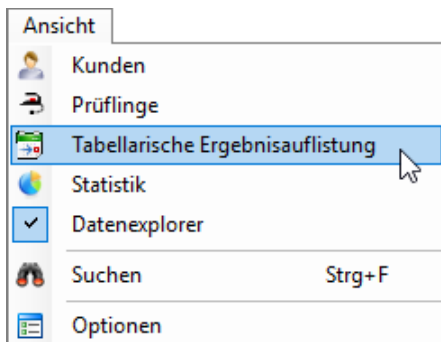 Ansicht
Kunden
Prüflinge
Tabellarische Ergebnisauflistung
Statistik
Datenexplorer
Suchen Strg+F
Optionen